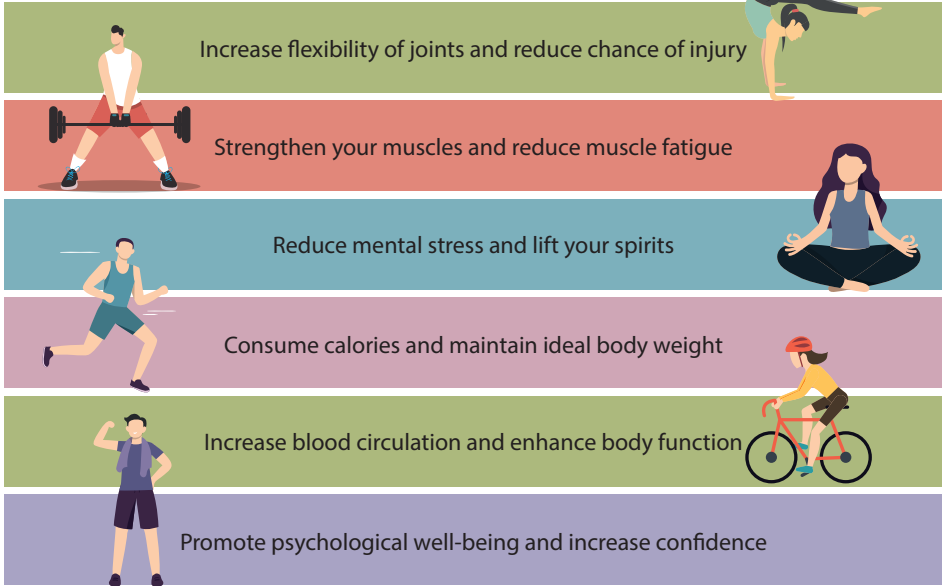 Increase flexibility of joints and reduce chance of injury
Strengthen your muscles and reduce muscle fatigue
Reduce mental stress and lift your spirits
Consume calories and maintain ideal body weight
Increase blood circulation and enhance body function
Promote psychological well-being and increase confidence